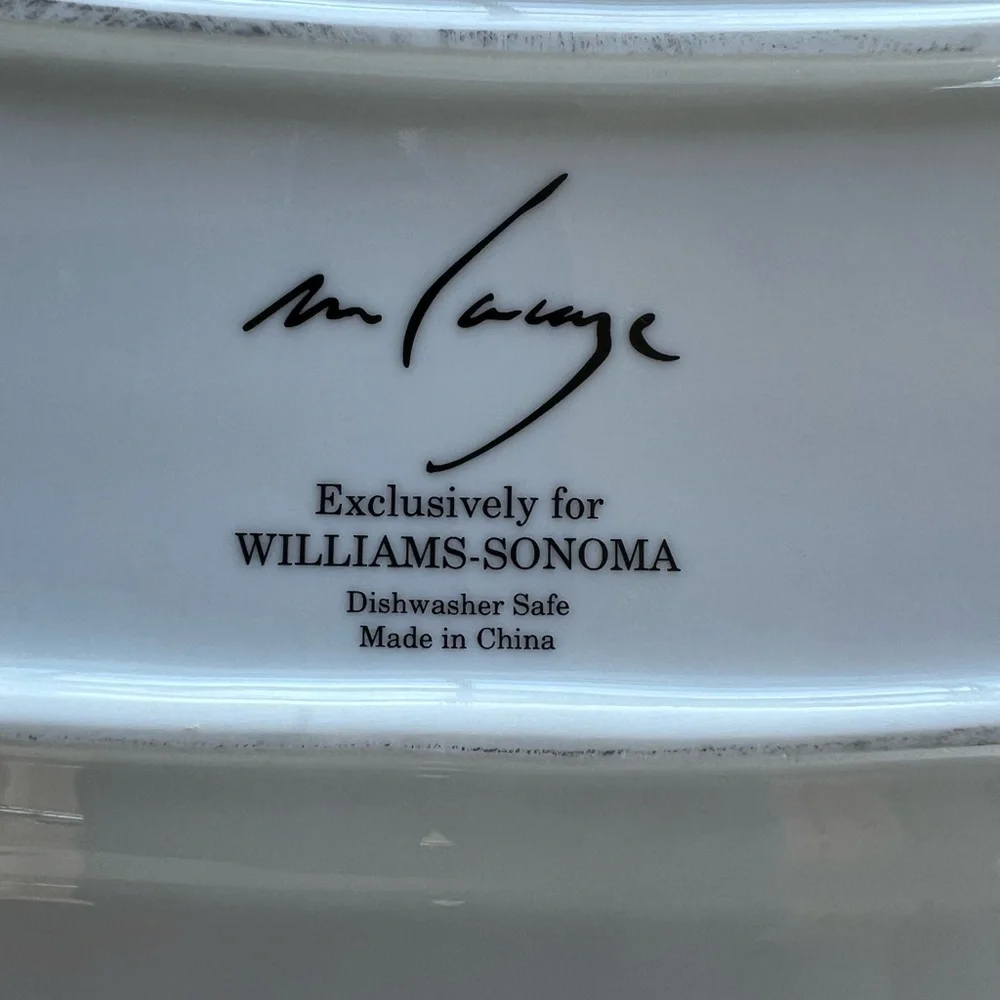 Exclusively for
WILLIAMS-SONOMA
Dishwasher Safe
Made in China